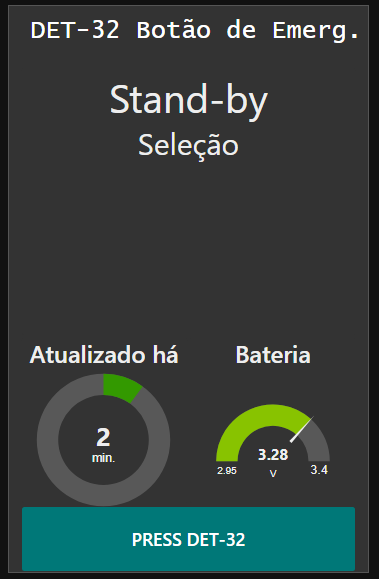 DET-32 Botão de Emerg.
Stand-by
Seleção
Atualizado há
Bateria
2
min.
3.28
V
2.95
3.4
PRESS DET-32